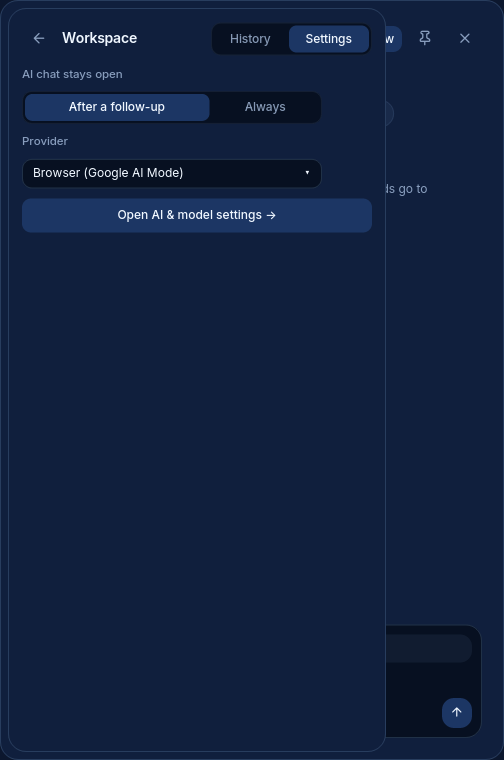 Workspace
History
Settings
AI chat stays open
After a follow-up
Always
Provider
Browser (Google AI Mode)
Open AI & model settings →
go to